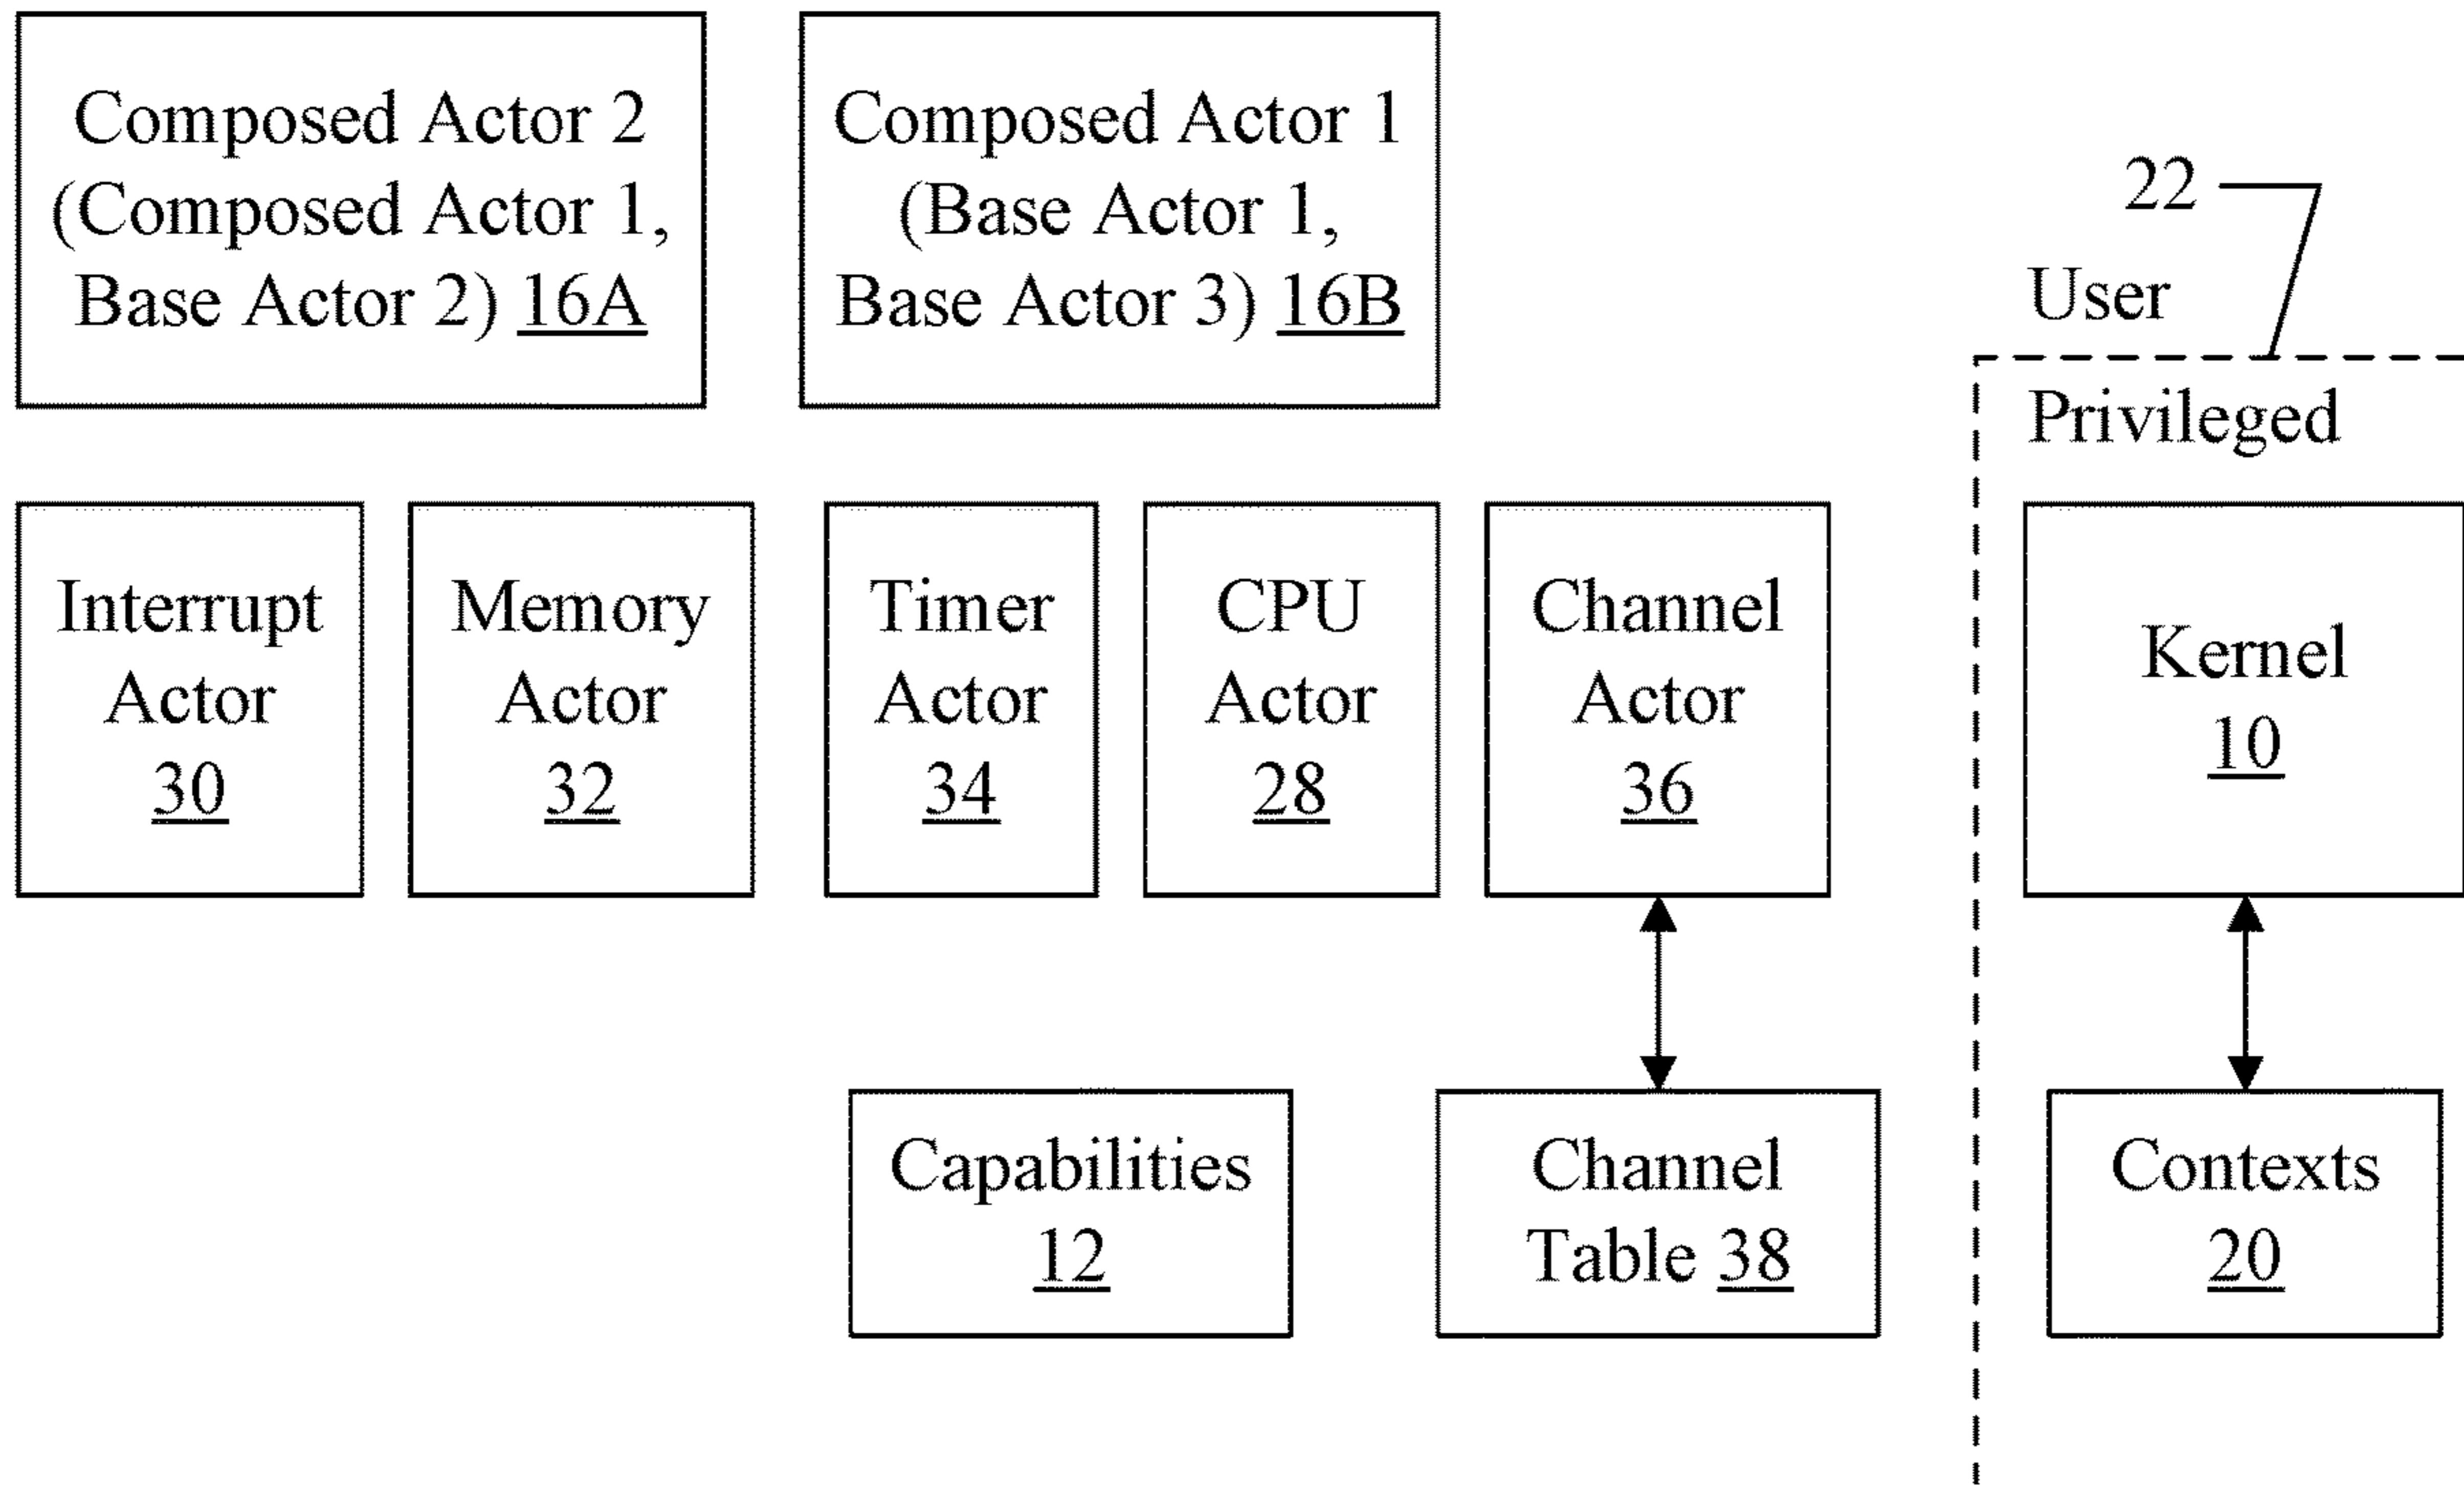 Composed Actor 2
(Composed Actor 1,
Base Actor 2) 16A
Composed Actor 1
(Base Actor 1,
Base Actor 3) 16B
22
User
Privileged
Interrupt
Actor
30
Memory
Actor
32
Timer
Actor
34
CPU
Actor
28
Channel
Actor
36
Kernel
10
Capabilities
12
Channel
Table 38
Contexts
20